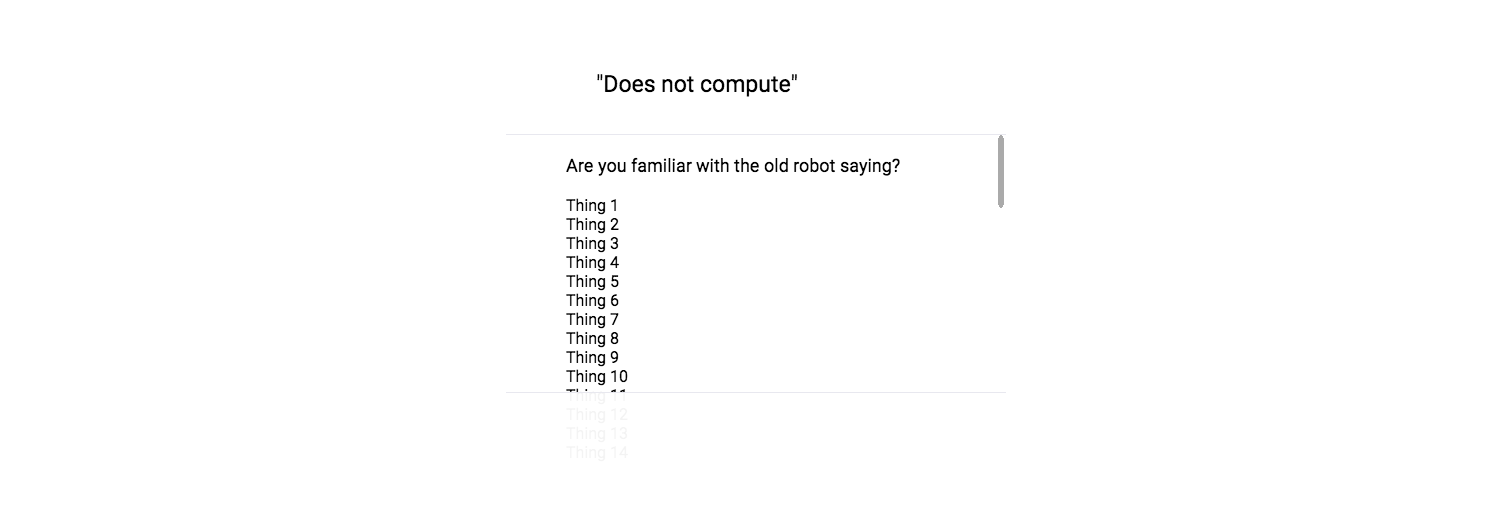 "Does not compute"
Are you familiar with the old robot saying?
Thing 1
Thing 2
Thing 3
Thing 4
Thing 5
Thing 6
Thing 7
Thing 8
Thing 9
Thing 10
Thing 11
Thing 12
Thing 13
Thing 14